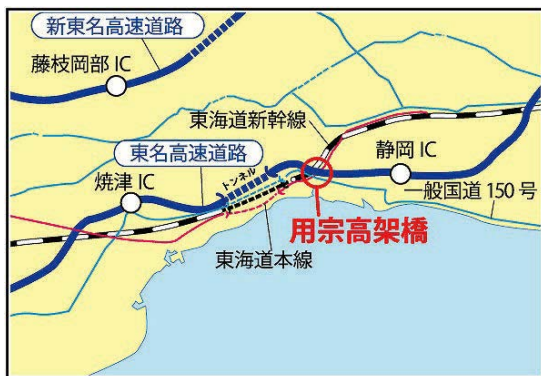 新東名高速道路
藤枝岡部 IC
東海道新幹線
東名高速道路
トンネル
静岡 IC
焼津 IC
一般国道 150 号
用宗高架橋
東海道本線